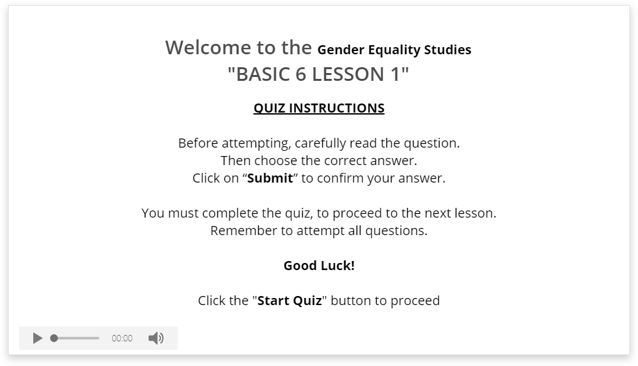 Welcome to the Gender Equality Studies
"BASIC 6 LESSON 1"
QUIZ INSTRUCTIONS
Before attempting, carefully read the question.
Then choose the correct answer.
Click on “Submit” to confirm your answer.
You must complete the quiz, to proceed to the next lesson.
Remember to attempt all questions.
Good Luck!
Click the "Start Quiz" button to proceed
00:00